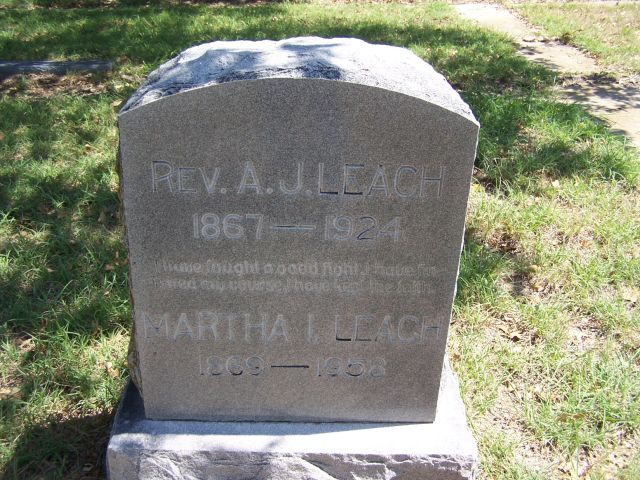 REV. A. J. LEACH
1867 — 1924
I have fought a good fight, I have fin-
ished my course, I have kept the faith.
MARTHA I. LEACH
1869 — 1958